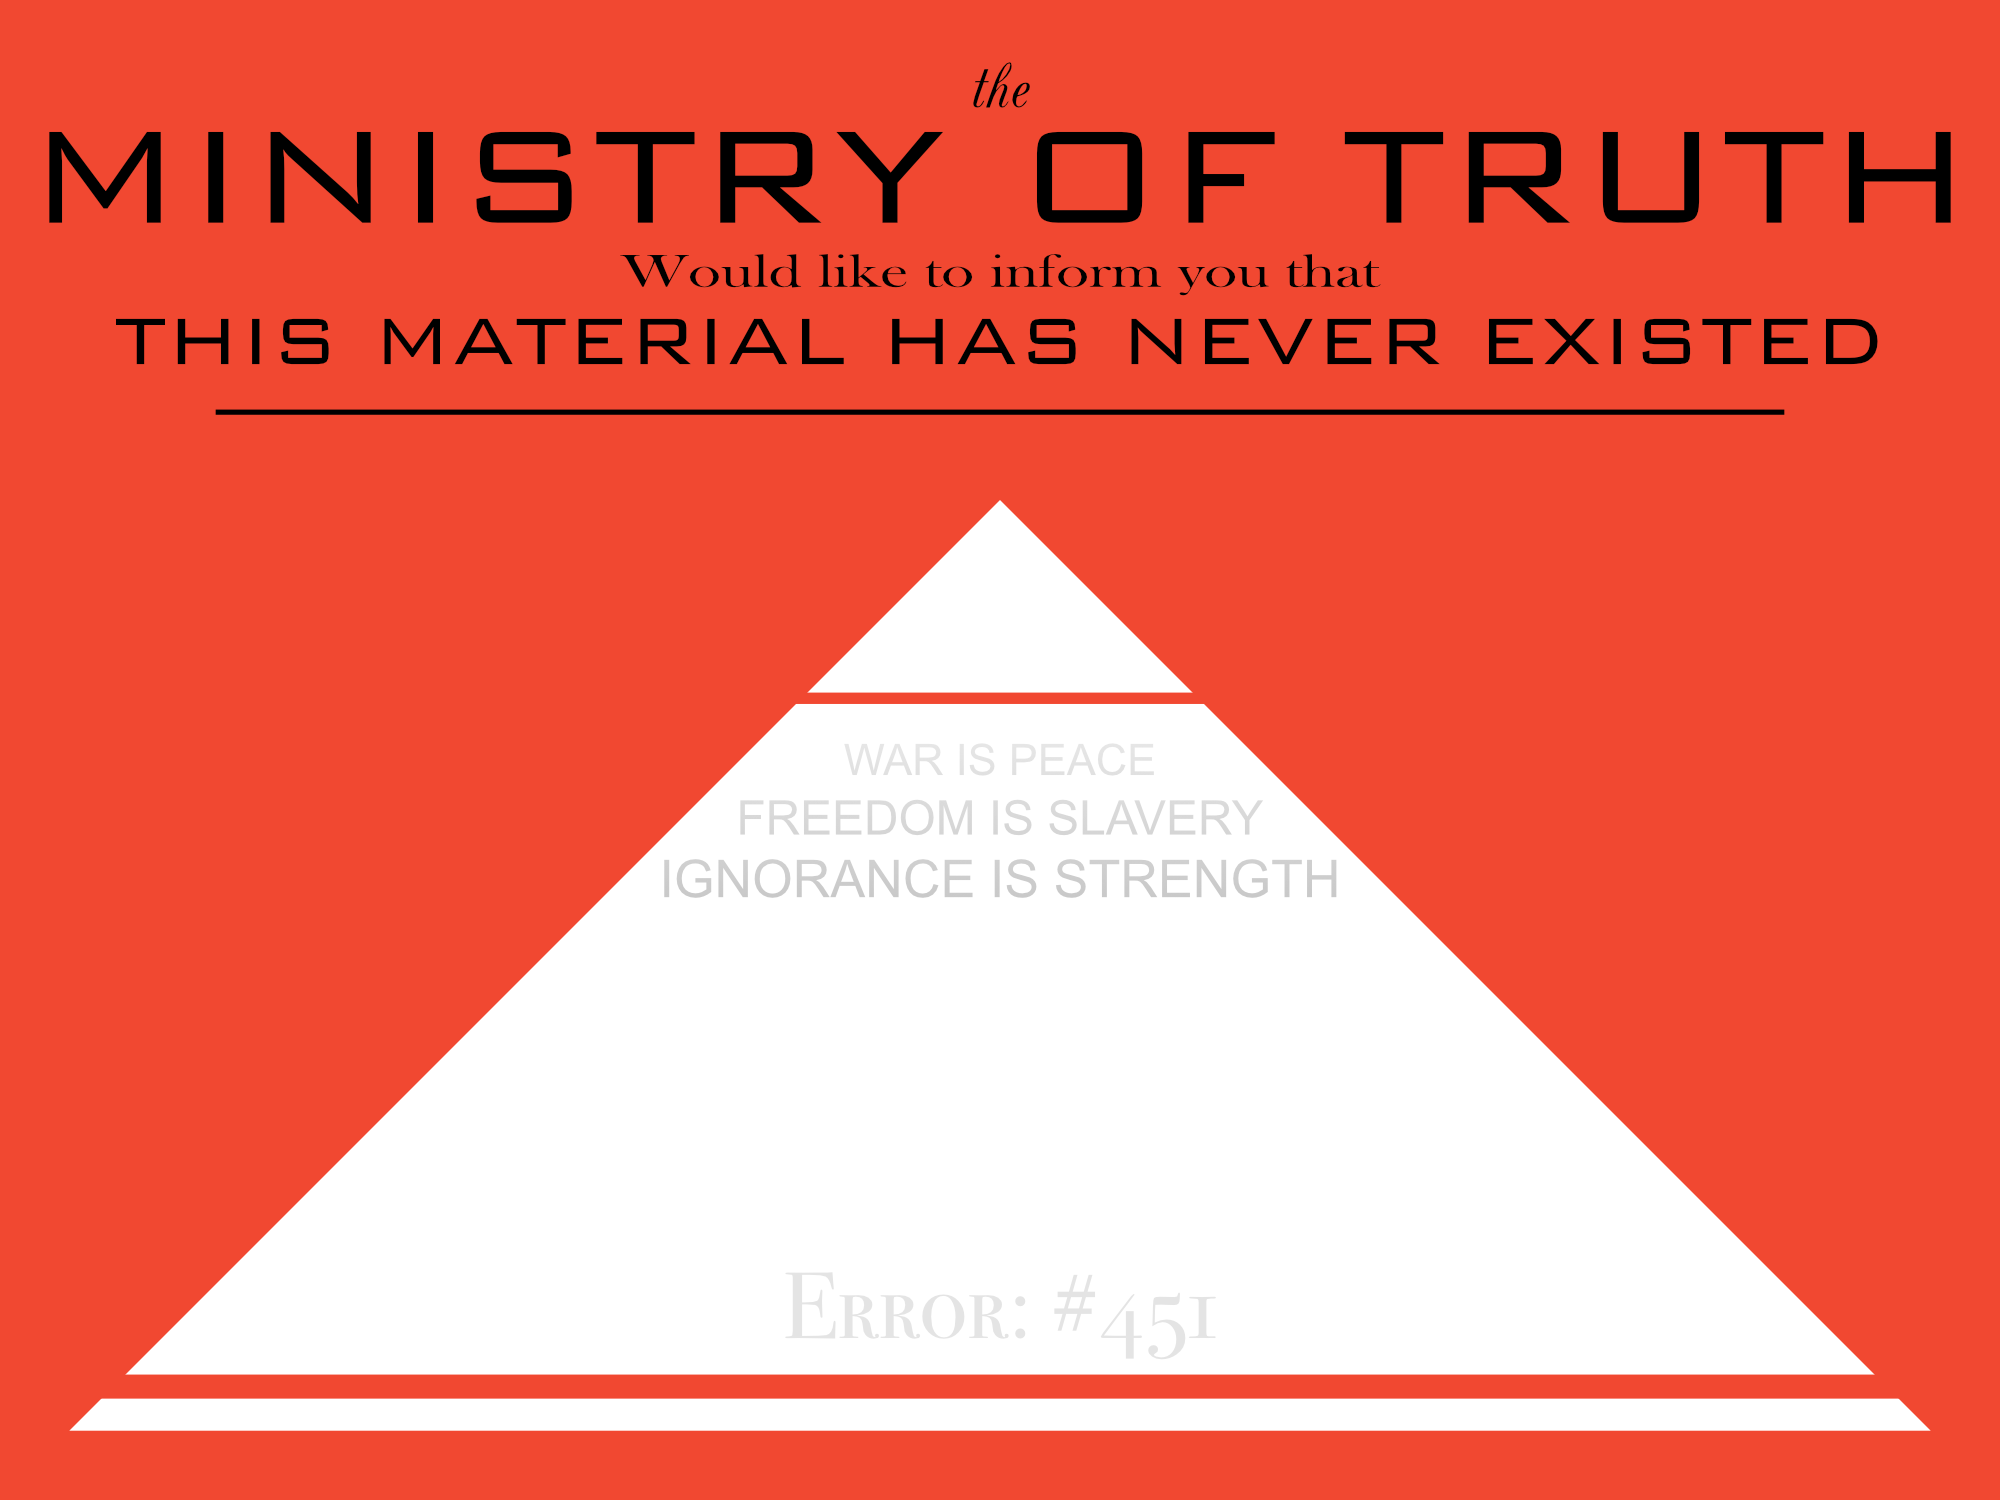 the
MINISTRY OF TRUTH
Would like to inform you that
THIS MATERIAL HAS NEVER EXISTED
WAR IS PEACE
FREEDOM IS SLAVERY
IGNORANCE IS STRENGTH
Error: #451